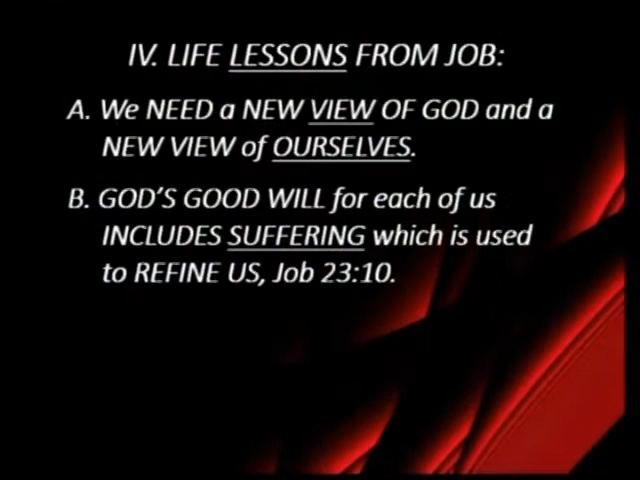 IV. LIFE LESSONS FROM JOB:
A. We NEED a NEW VIEW OF GOD and a
NEW VIEW of OURSELVES.
B. GOD'S GOOD WILL for each of us
INCLUDES SUFFERING which is used
to REFINE US, Job 23:10.